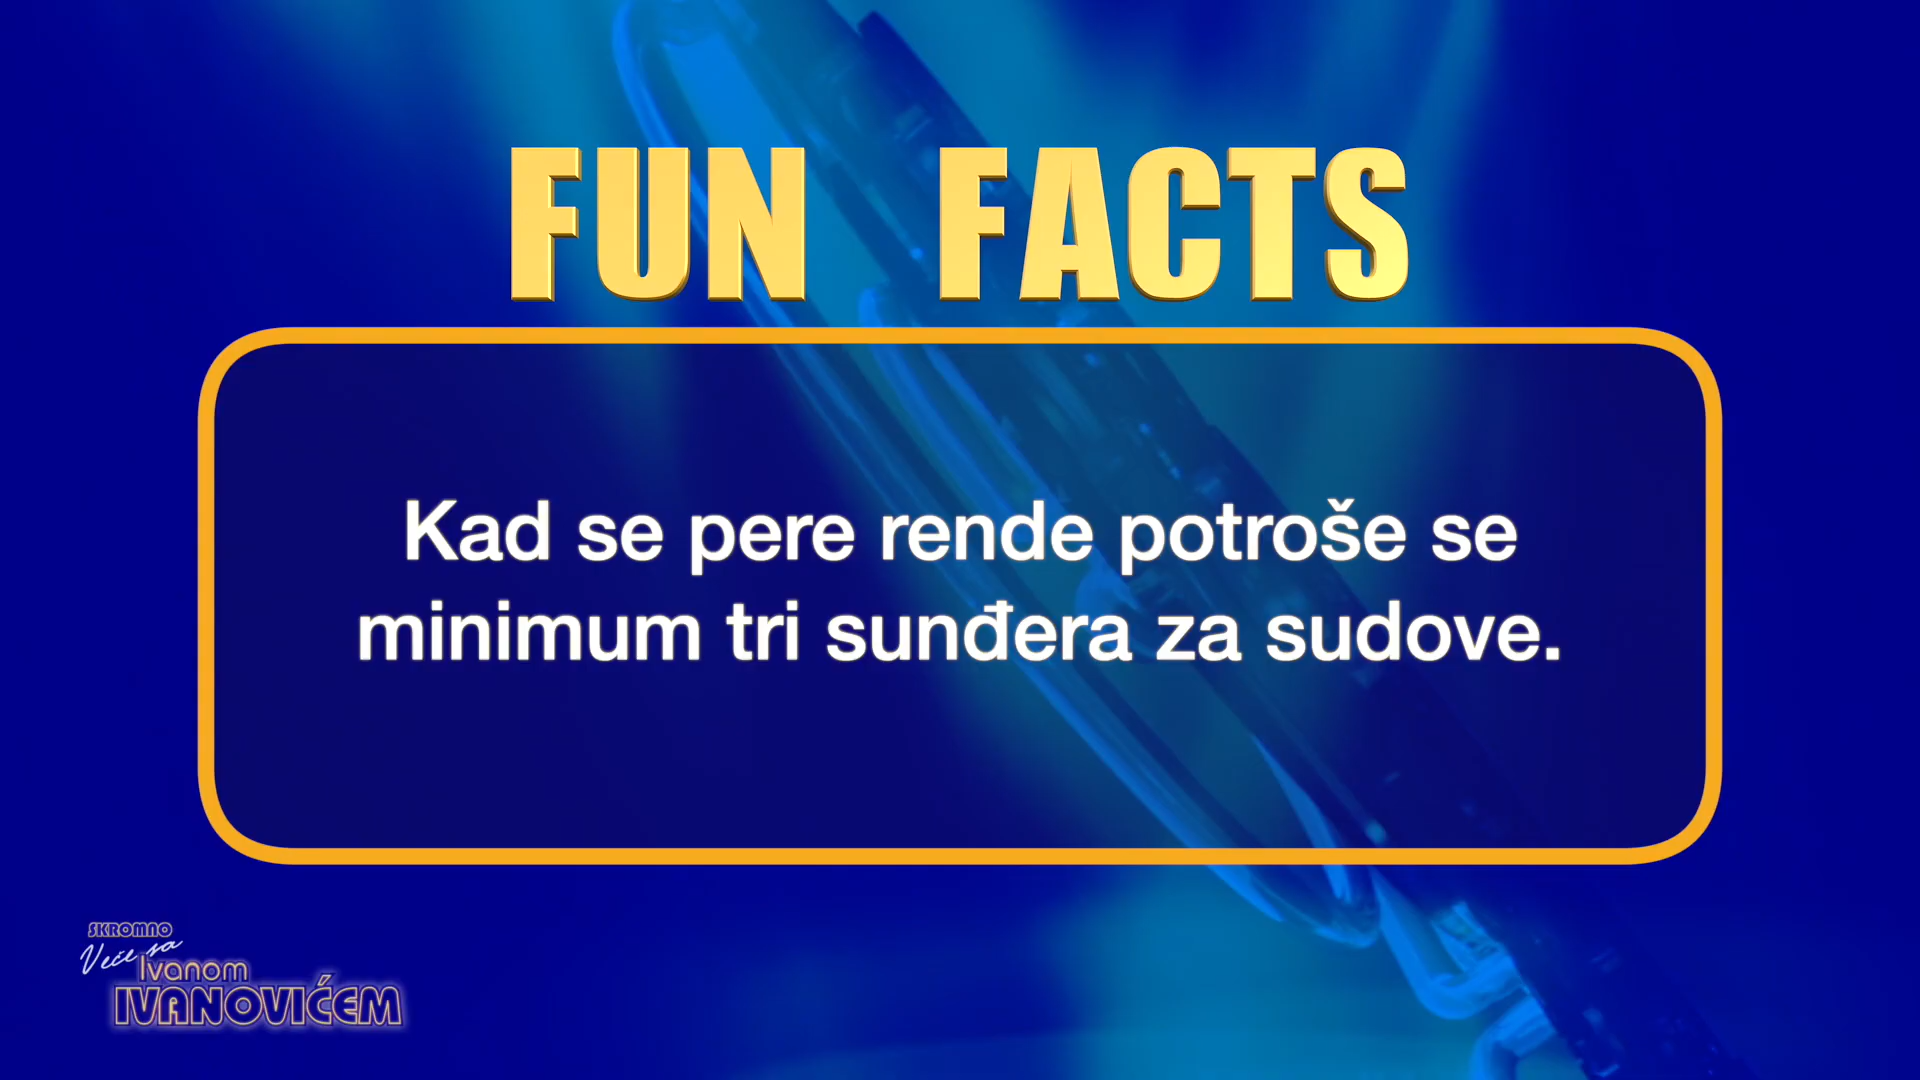 FUN FACTS
Kad se pere rende potroše se
minimum tri sunđera za sudove.
SKROMNO
Veče sa
Ivanom
IVANOVIĆEM